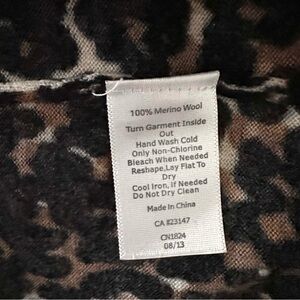 100% Merino Wool
Turn Garment Inside
Out
Hand Wash Cold
Only Non-Chlorine
Bleach When Needed
Reshape,Lay Flat To
Dry
Cool Iron, if Needed
Do Not Dry Clean
Made In China
CA #23147
CN1824
08/13